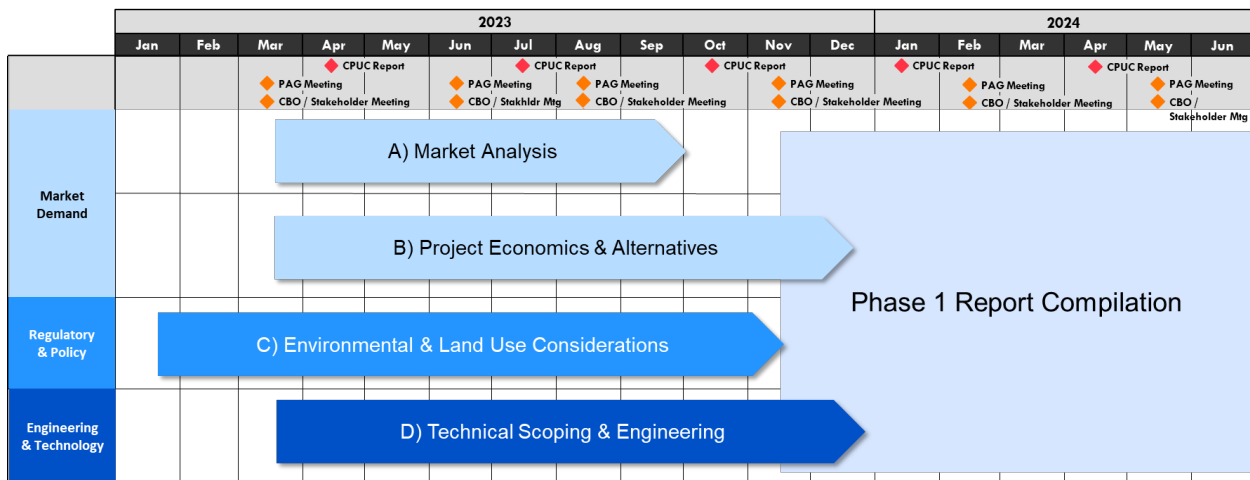 2023 2024
Jan Feb Mar Apr May Jun Jul Aug Sep Oct Nov Dec Jan Feb Mar Apr May Jun
CPUC Report CPUC Report CPUC Report CPUC Report CPUC Report
PAG Meeting PAG Meeting PAG Meeting PAG Meeting PAG Meeting PAG Meeting
CBO / Stakeholder Meeting CBO / Stakhldr Mtg CBO / Stakeholder Meeting CBO / Stakeholder Meeting CBO / Stakeholder Meeting CBO /
Stakeholder Mtg
Market
Demand
A) Market Analysis
B) Project Economics & Alternatives
Phase 1 Report Compilation
Regulatory
& Policy
C) Environmental & Land Use Considerations
Engineering
& Technology
D) Technical Scoping & Engineering